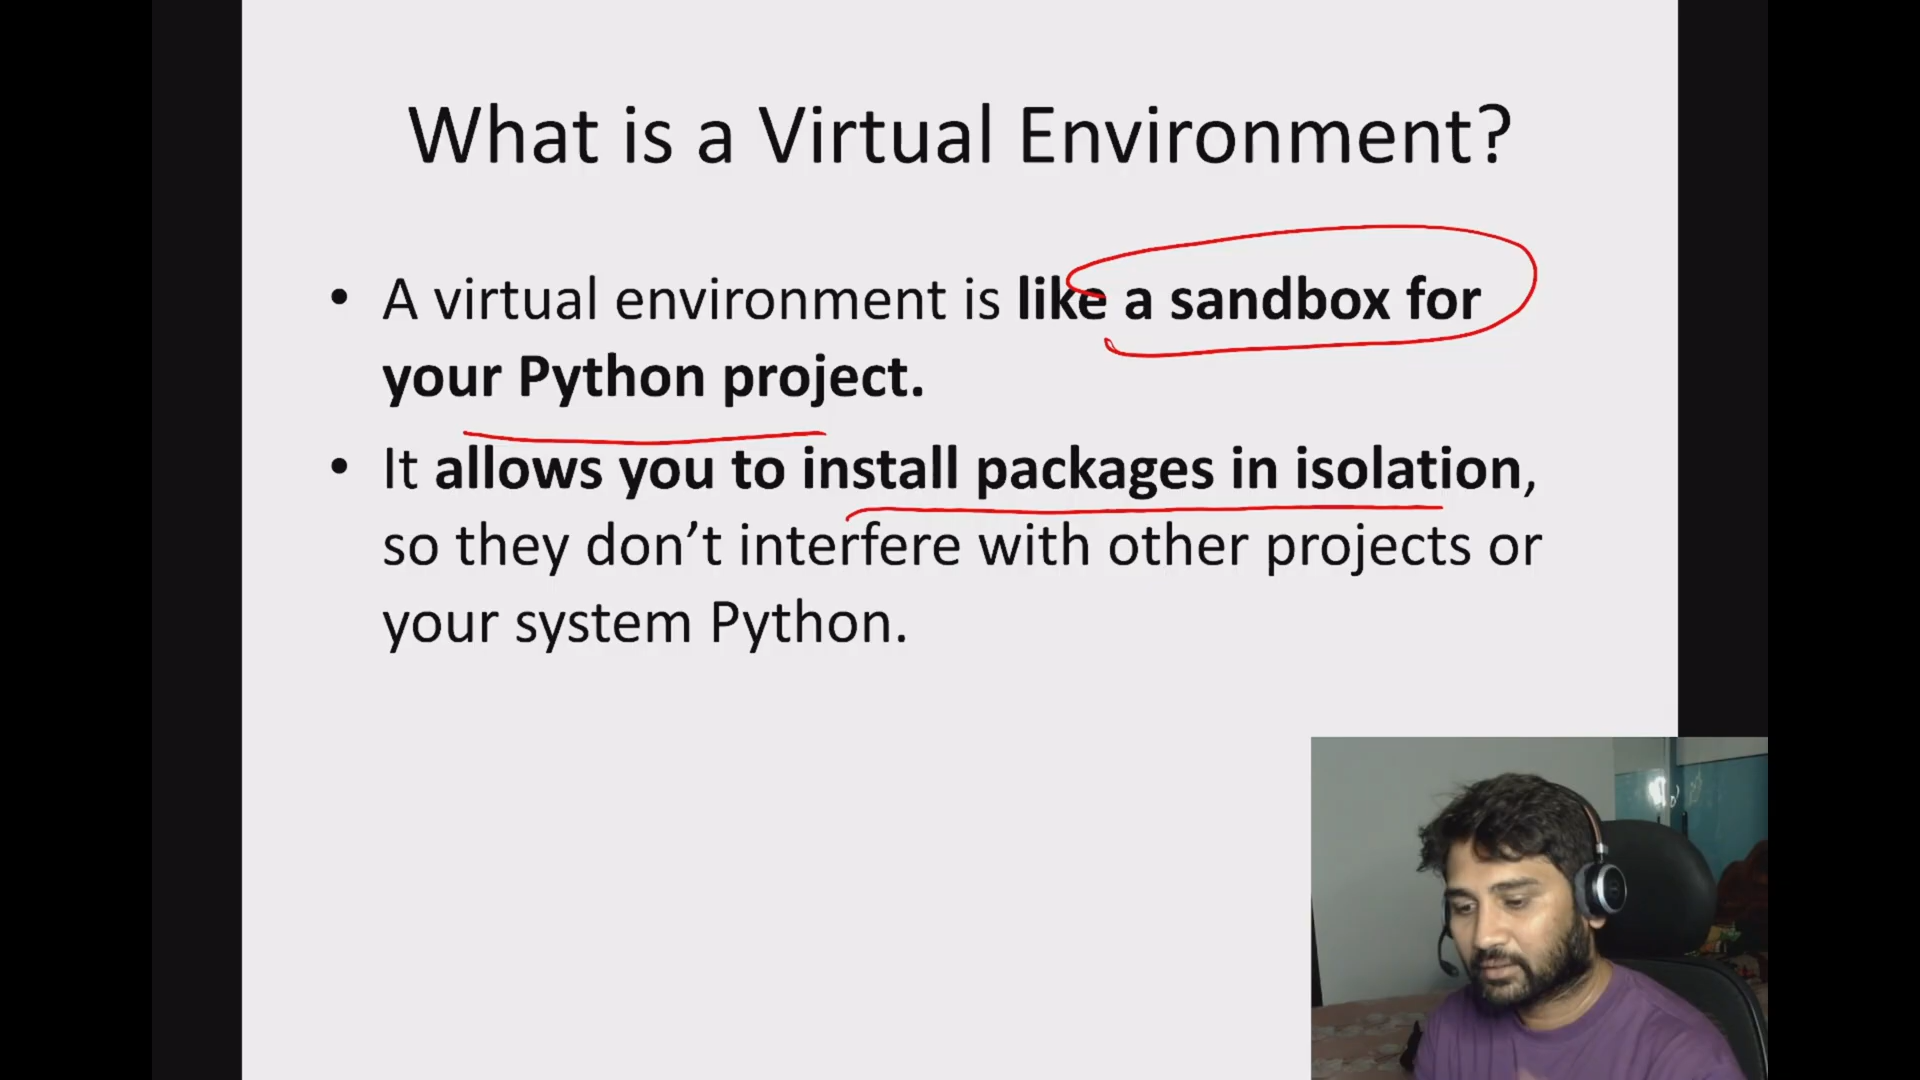 What is a Virtual Environment?
• A virtual environment is like a sandbox for
your Python project.
• It allows you to install packages in isolation,
so they don’t interfere with other projects or
your system Python.